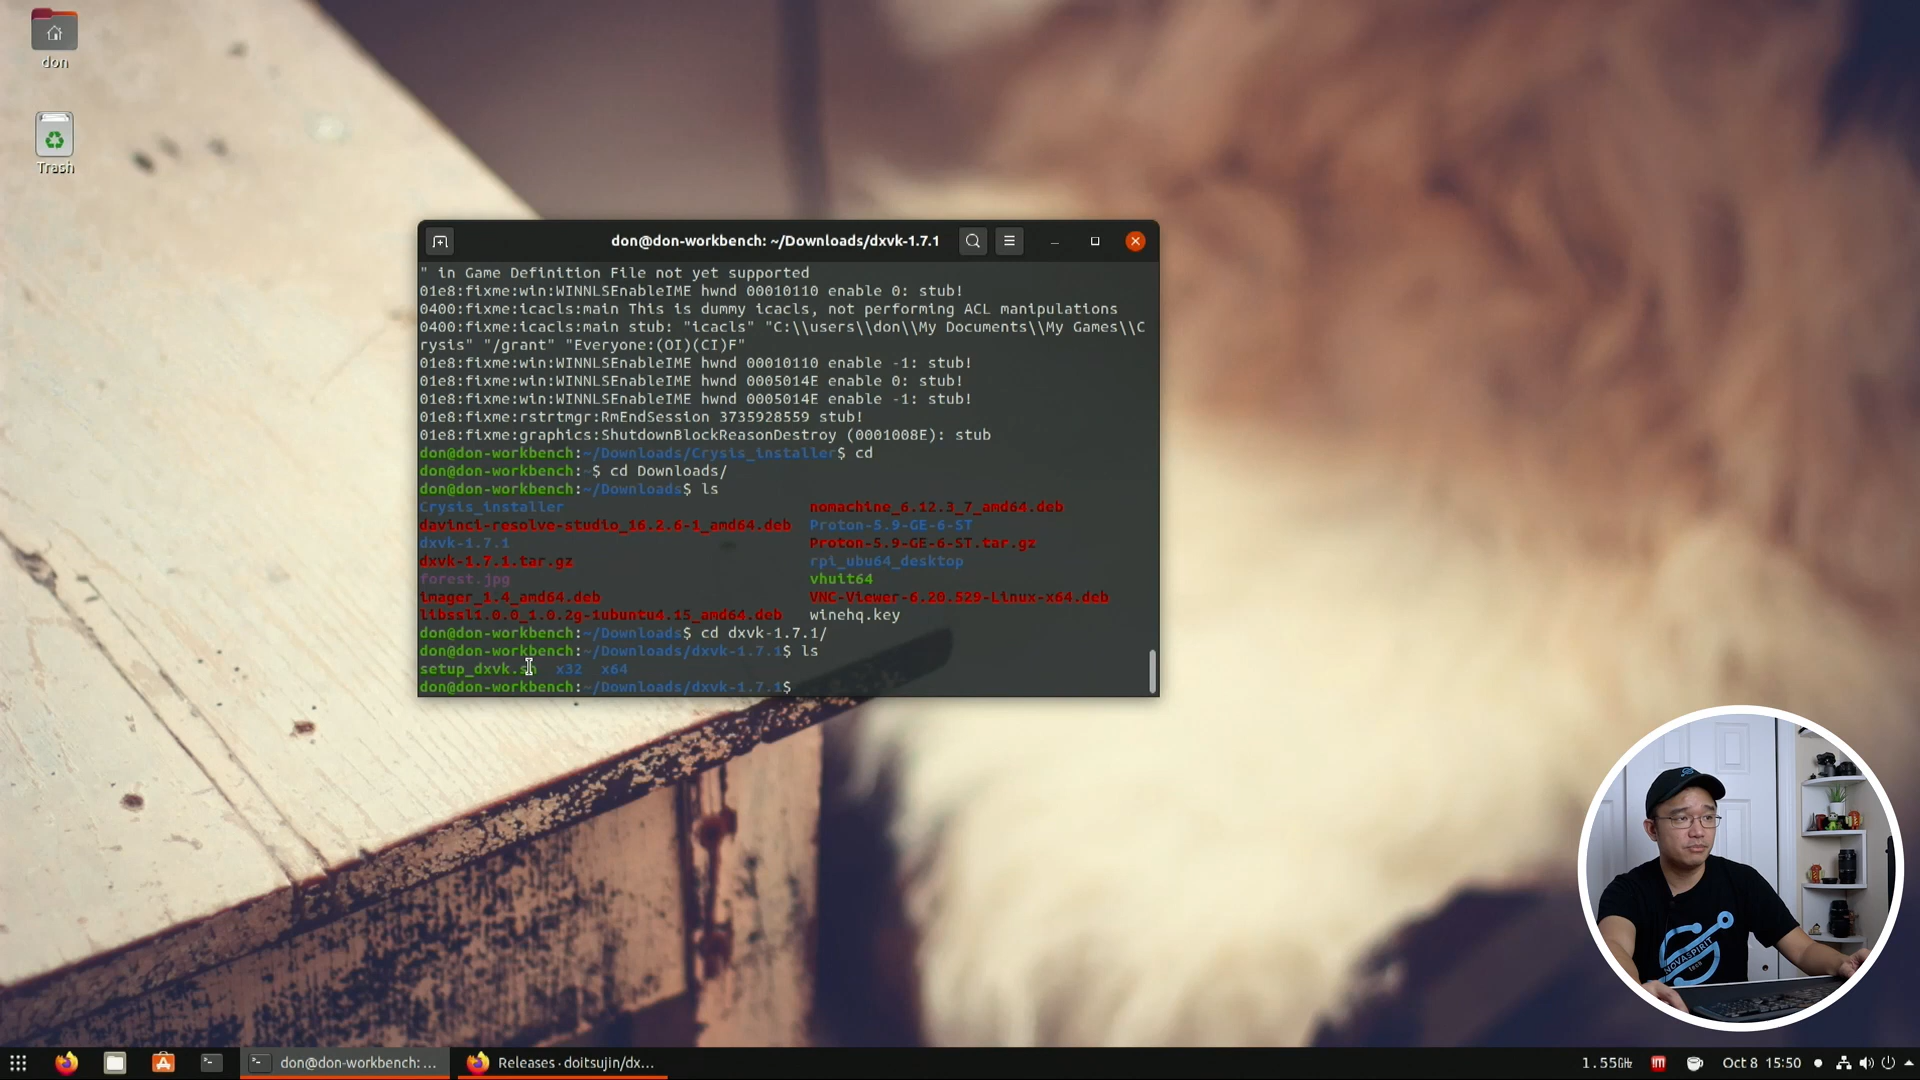 don
Trash
don@don-workbench: ~/Downloads/dxvk-1.7.1
" in Game Definition File not yet supported
01e8:fixme:win:WINNLSEnableIME hwnd 00010110 enable 0: stub!
0400:fixme:icacls:main This is dummy icacls, not performing ACL manipulations
0400:fixme:icacls:main stub: "icacls" "C:\\users\\don\\My Documents\\My Games\\C
rysis" "/grant" "Everyone:(OI)(CI)F"
01e8:fixme:win:WINNLSEnableIME hwnd 00010110 enable -1: stub!
01e8:fixme:win:WINNLSEnableIME hwnd 0005014E enable 0: stub!
01e8:fixme:win:WINNLSEnableIME hwnd 0005014E enable -1: stub!
01e8:fixme:rstrtmgr:RmEndSession 3735928559 stub!
01e8:fixme:graphics:ShutdownBlockReasonDestroy (0001008E): stub
don@don-workbench:~/Downloads/Crysis_installer$ cd
don@don-workbench:~$ cd Downloads/
don@don-workbench:~/Downloads$ ls
Crysis_installer nomachine_6.12.3_7_amd64.deb
davinci-resolve-studio_16.2.6-1_amd64.deb Proton-5.9-GE-6-ST
dxvk-1.7.1 Proton-5.9-GE-6-ST.tar.gz
dxvk-1.7.1.tar.gz rpi_ubu64_desktop
forest.jpg vhuit64
imager_1.4_amd64.deb VNC-Viewer-6.20.529-Linux-x64.deb
libssl1.0.0_1.0.2g-1ubuntu4.15_amd64.deb winehq.key
don@don-workbench:~/Downloads$ cd dxvk-1.7.1/
don@don-workbench:~/Downloads/dxvk-1.7.1$ ls
setup_dxvk.sh x32 x64
don@don-workbench:~/Downloads/dxvk-1.7.1$
NOVASPIRIT
tech
don@don-workbench: ...
Releases · doitsujin/dx...
1.55GHz
Oct 8 15:50